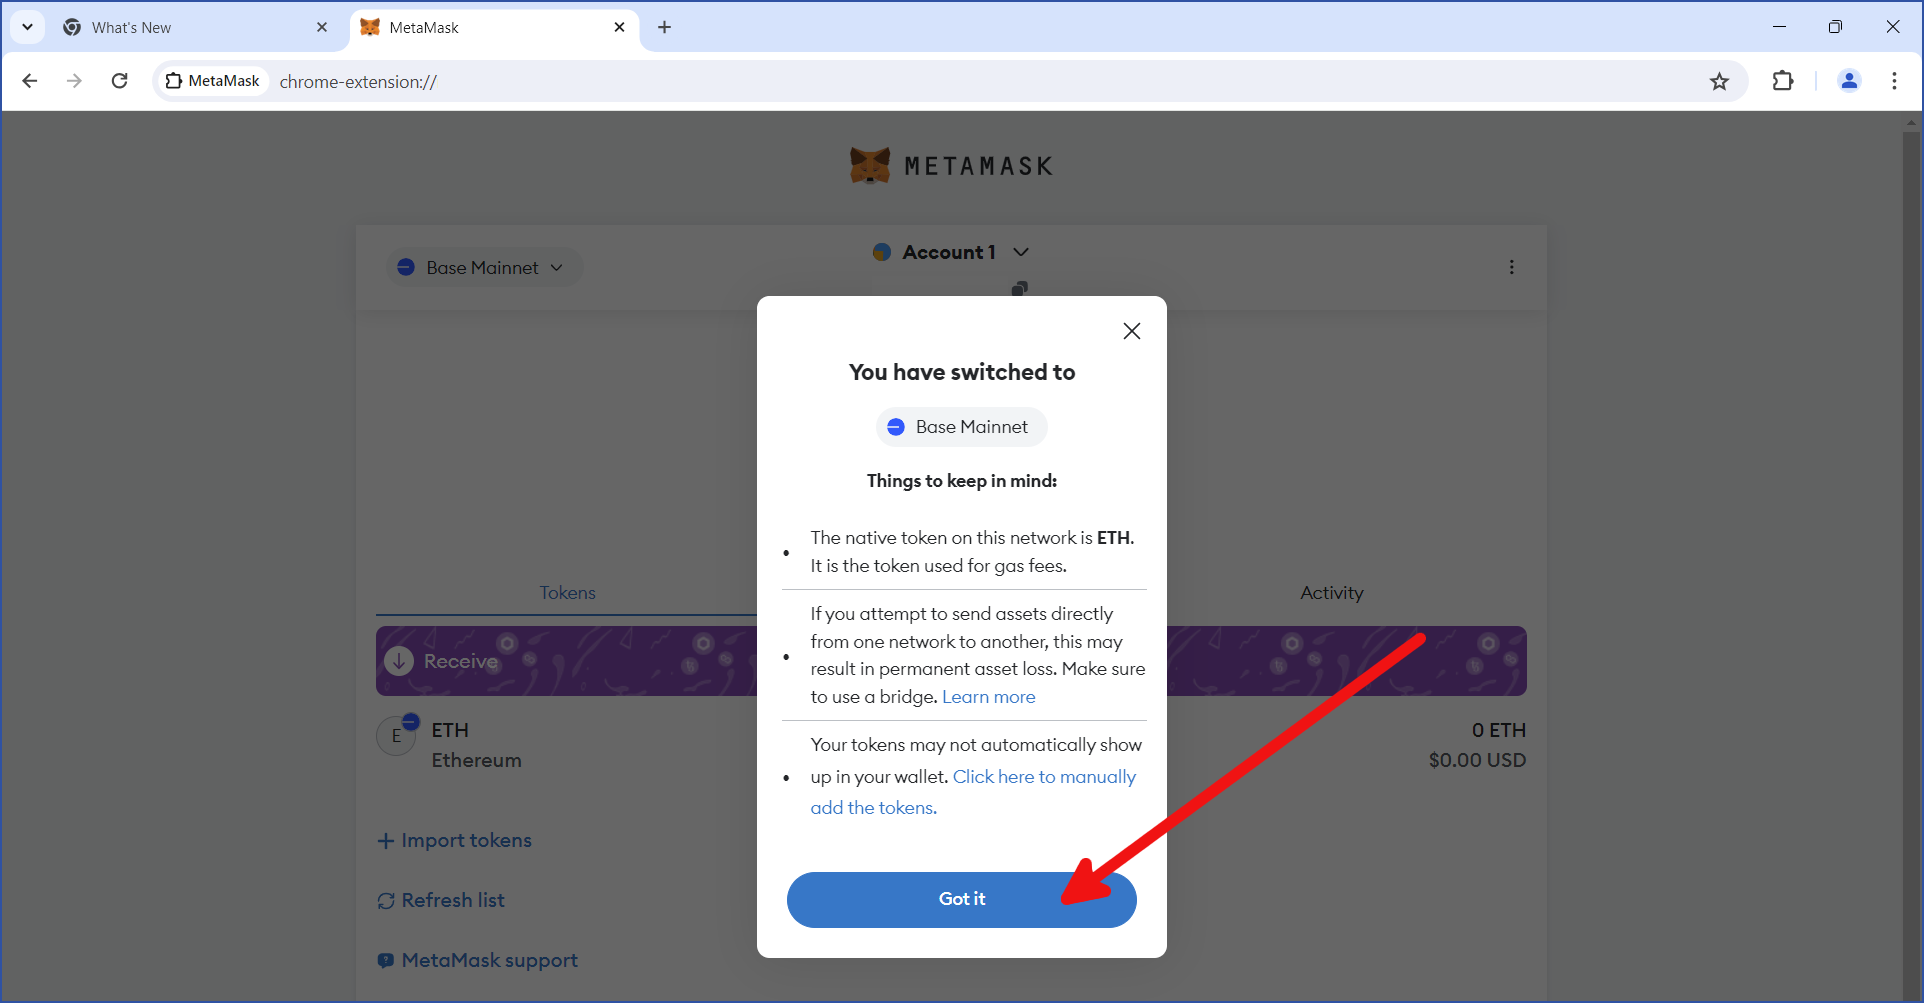 What's New
MetaMask
MetaMask
chrome-extension://
METAMASK
Base Mainnet
Account 1
You have switched to
Base Mainnet
Things to keep in mind:
• The native token on this network is ETH.
It is the token used for gas fees.
• If you attempt to send assets directly
from one network to another, this may
result in permanent asset loss. Make sure
to use a bridge. Learn more
• Your tokens may not automatically show
up in your wallet. Click here to manually
add the tokens.
Got it
Tokens
Activity
Receive
E
ETH
Ethereum
0 ETH
$0.00 USD
+ Import tokens
Refresh list
MetaMask support